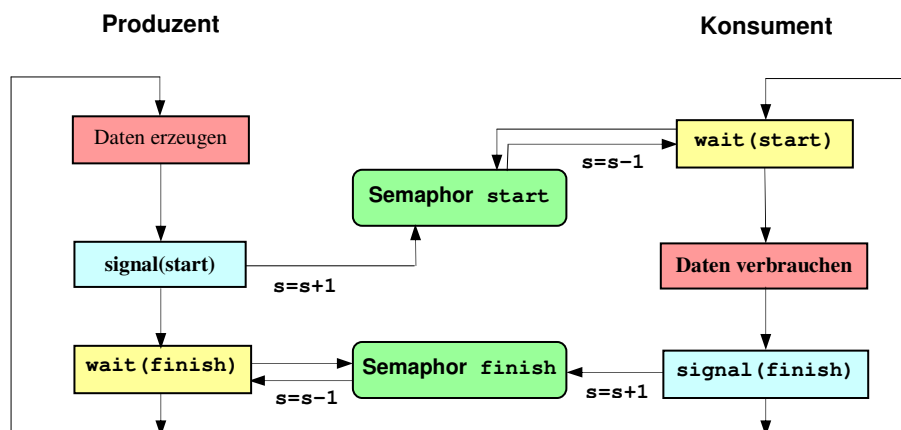 Produzent
Konsument
Daten erzeugen
wait(start)
s=s−1
Semaphor start
signal(start)
s=s+1
Daten verbrauchen
wait(finish)
s=s−1
Semaphor finish
s=s+1
signal(finish)